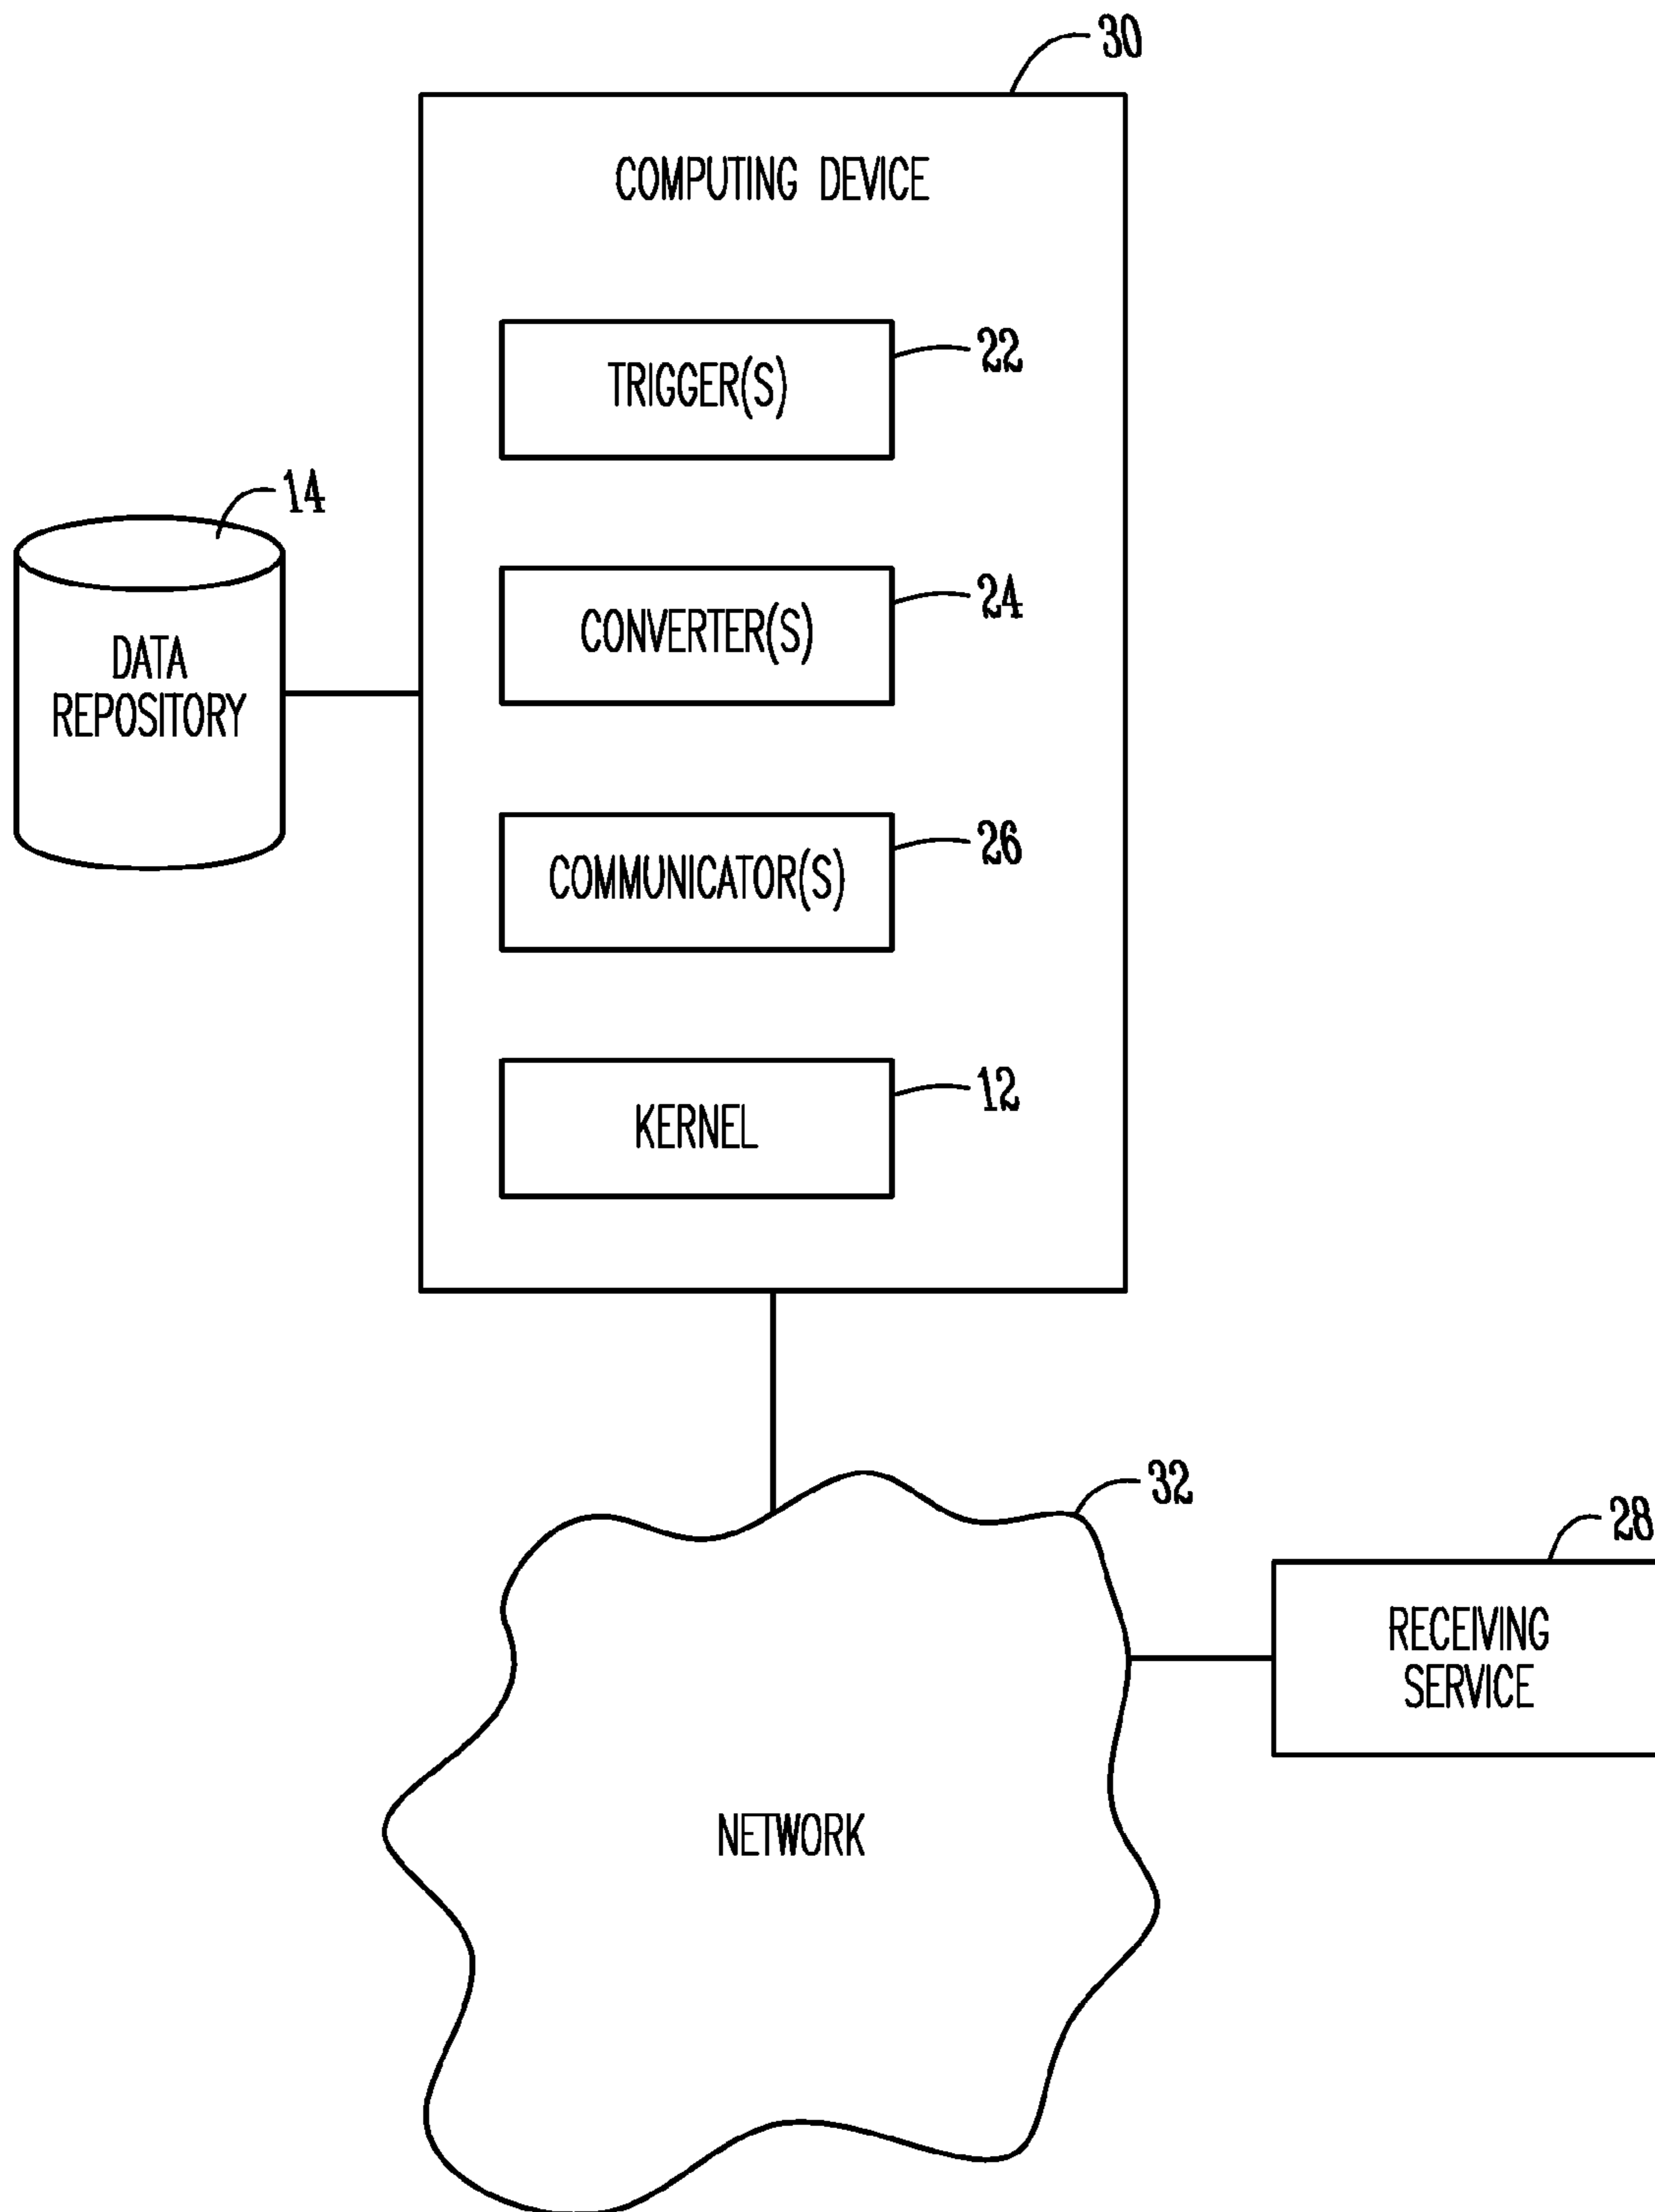 30
COMPUTING DEVICE
TRIGGER(S)
22
14
DATA
REPOSITORY
CONVERTER(S)
24
COMMUNICATOR(S)
26
KERNEL
12
32
28
RECEIVING
SERVICE
NETWORK